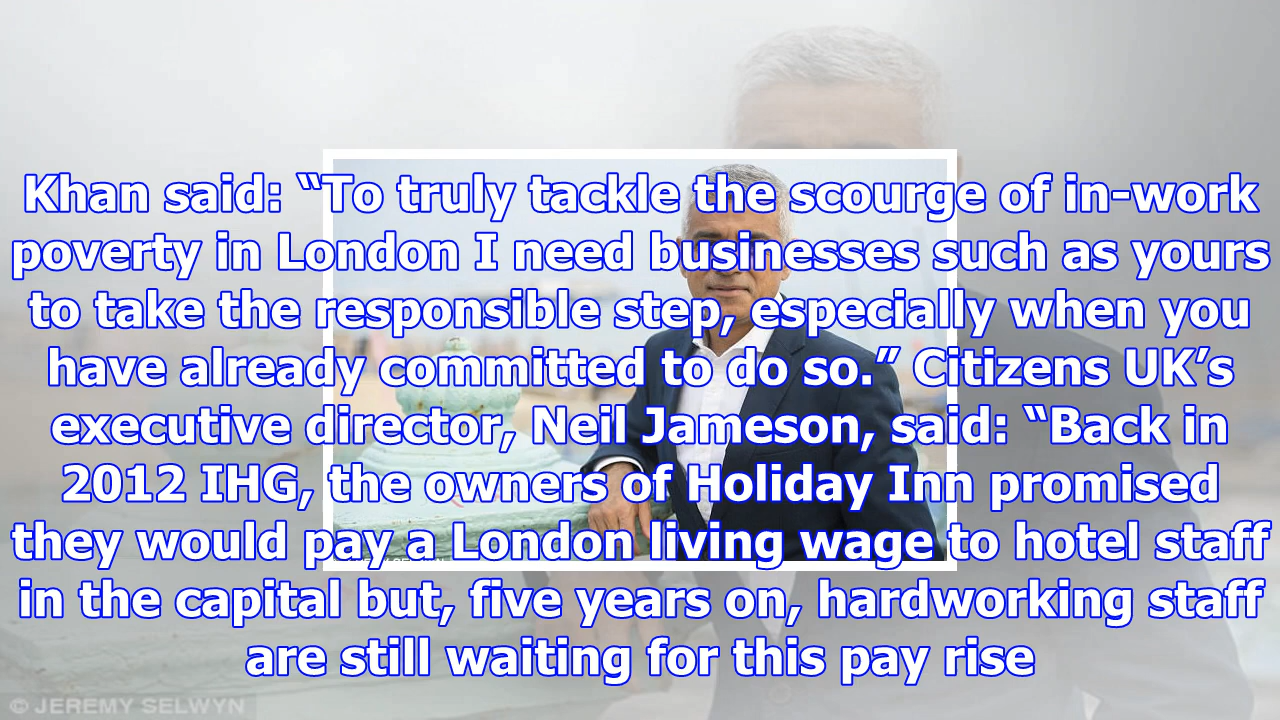 Khan said: “To truly tackle the scourge of in-work
poverty in London I need businesses such as yours
to take the responsible step, especially when you
have already committed to do so.” Citizens UK’s
executive director, Neil Jameson, said: “Back in
2012 IHG, the owners of Holiday Inn promised
they would pay a London living wage to hotel staff
in the capital but, five years on, hardworking staff
are still waiting for this pay rise
© JEREMY SELWYN